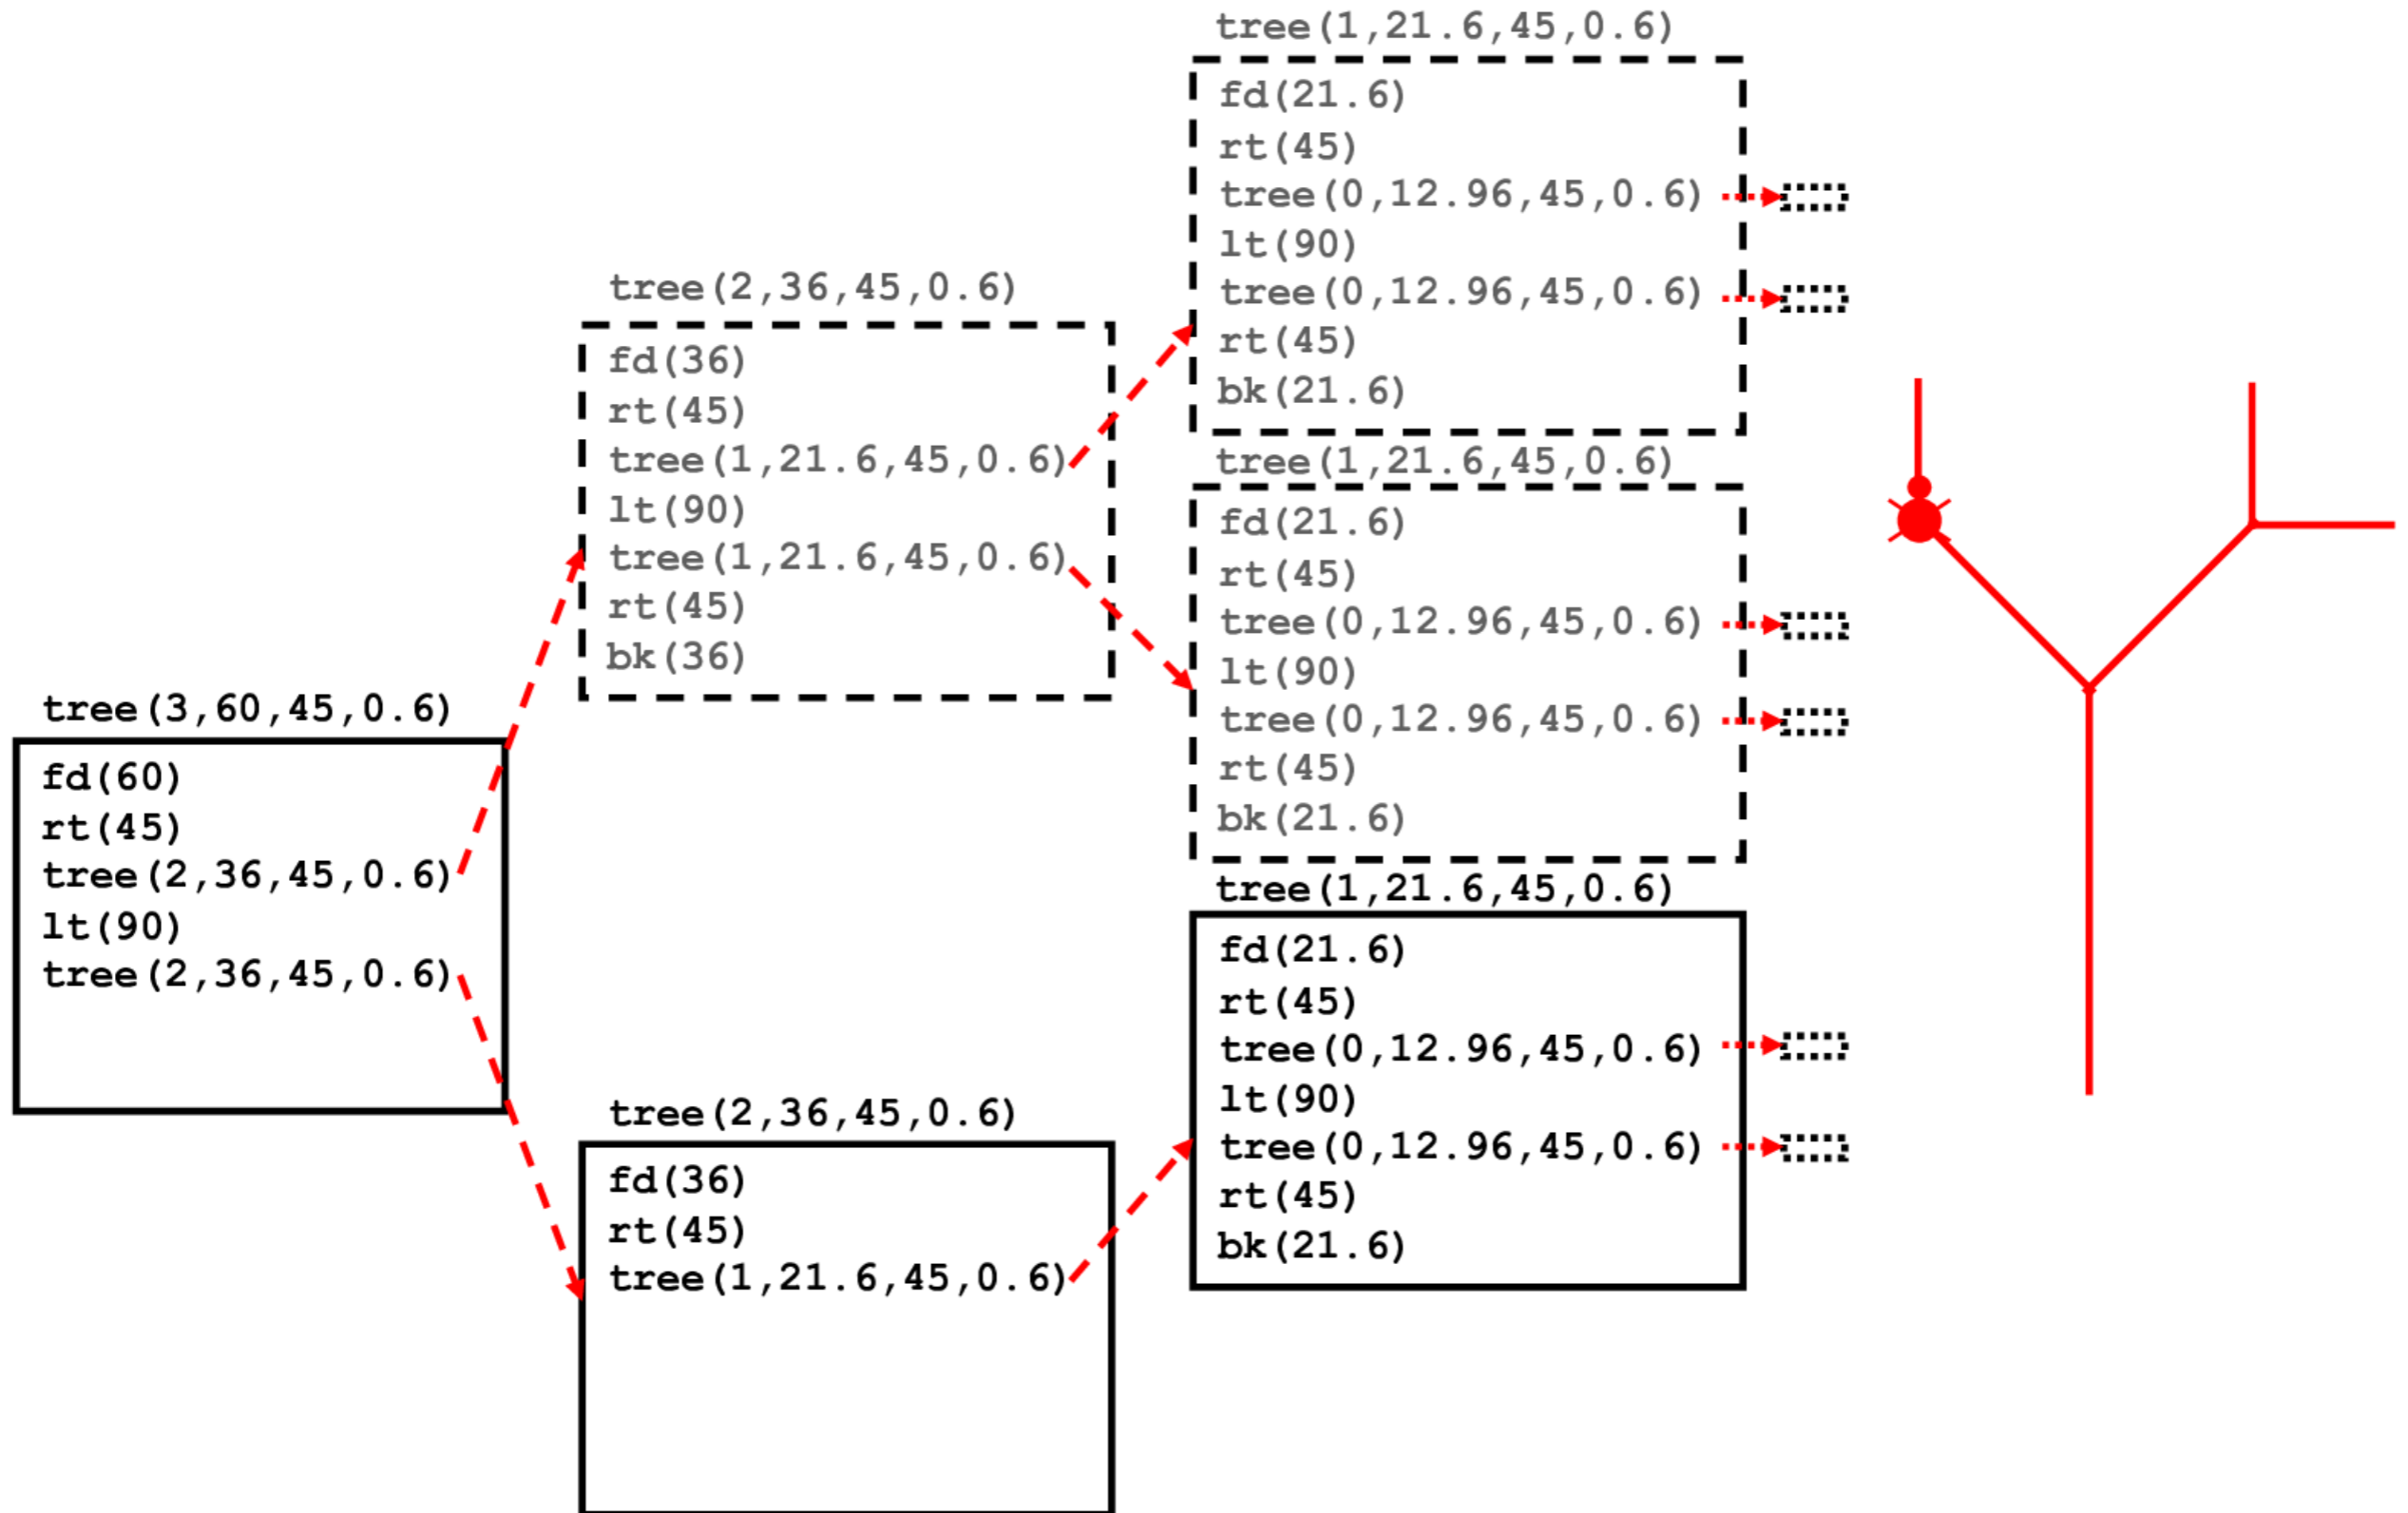 tree(3,60,45,0.6)
fd(60)
rt(45)
tree(2,36,45,0.6)
lt(90)
tree(2,36,45,0.6)
tree(2,36,45,0.6)
fd(36)
rt(45)
tree(1,21.6,45,0.6)
lt(90)
tree(1,21.6,45,0.6)
rt(45)
bk(36)
tree(2,36,45,0.6)
fd(36)
rt(45)
tree(1,21.6,45,0.6)
tree(1,21.6,45,0.6)
fd(21.6)
rt(45)
tree(0,12.96,45,0.6)
lt(90)
tree(0,12.96,45,0.6)
rt(45)
bk(21.6)
tree(1,21.6,45,0.6)
fd(21.6)
rt(45)
tree(0,12.96,45,0.6)
lt(90)
tree(0,12.96,45,0.6)
rt(45)
bk(21.6)
tree(1,21.6,45,0.6)
fd(21.6)
rt(45)
tree(0,12.96,45,0.6)
lt(90)
tree(0,12.96,45,0.6)
rt(45)
bk(21.6)